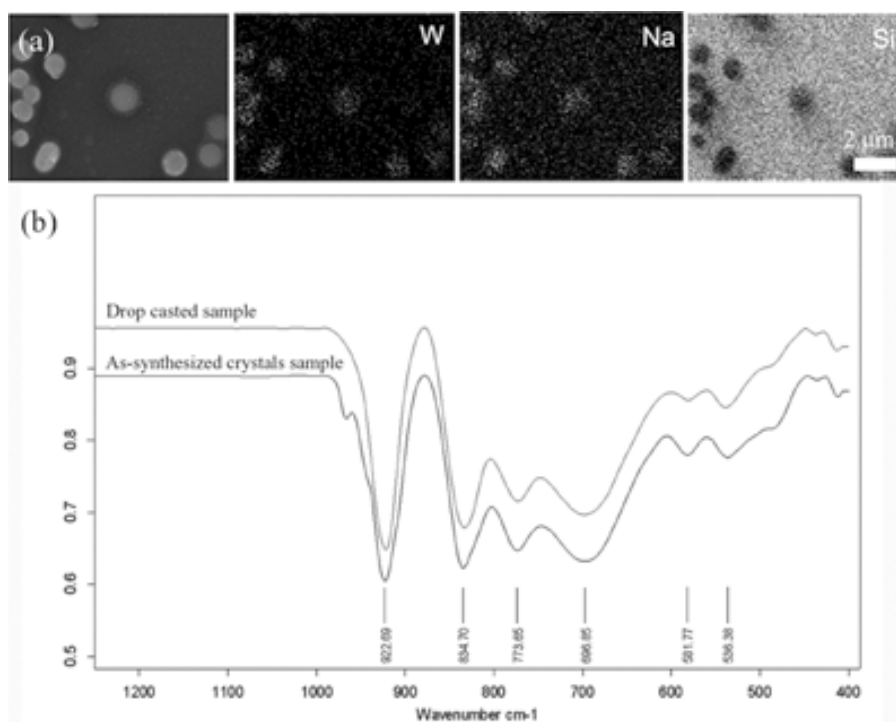 (a)
W
Na
Si
2 μm
(b)
Drop casted sample
As-synthesized crystals sample
0.9
0.8
0.7
0.6
0.5
922.69
834.70
773.65
696.85
581.77
536.38
1200 1100 1000 900 800 700 600 500 400
Wavenumber cm-1